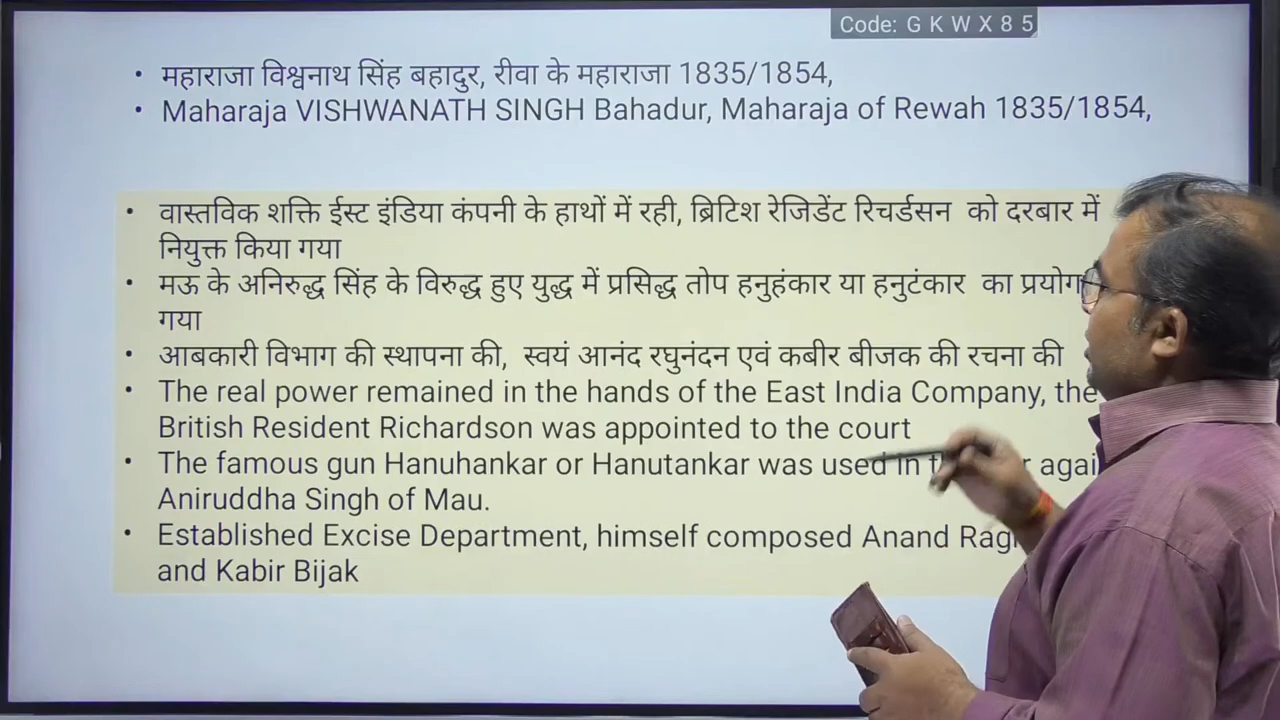 Code: G K W X 8 5
• महाराजा विश्वनाथ सिंह बहादुर, रीवा के महाराजा 1835/1854,
• Maharaja VISHWANATH SINGH Bahadur, Maharaja of Rewah 1835/1854,
• वास्तविक शक्ति ईस्ट इंडिया कंपनी के हाथों में रही, ब्रिटिश रेजिडेंट रिचर्डसन को दरबार में
नियुक्त किया गया
• मऊ के अनिरुद्ध सिंह के विरुद्ध हुए युद्ध में प्रसिद्ध तोप हनुहंकार या हनुटंकार का प्रयोग
गया
• आबकारी विभाग की स्थापना की, स्वयं आनंद रघुनंदन एवं कबीर बीजक की रचना की
• The real power remained in the hands of the East India Company, the
British Resident Richardson was appointed to the court
• The famous gun Hanuhankar or Hanutankar was used in
Aniruddha Singh of Mau.
• Established Excise Department, himself composed Anand
and Kabir Bijak